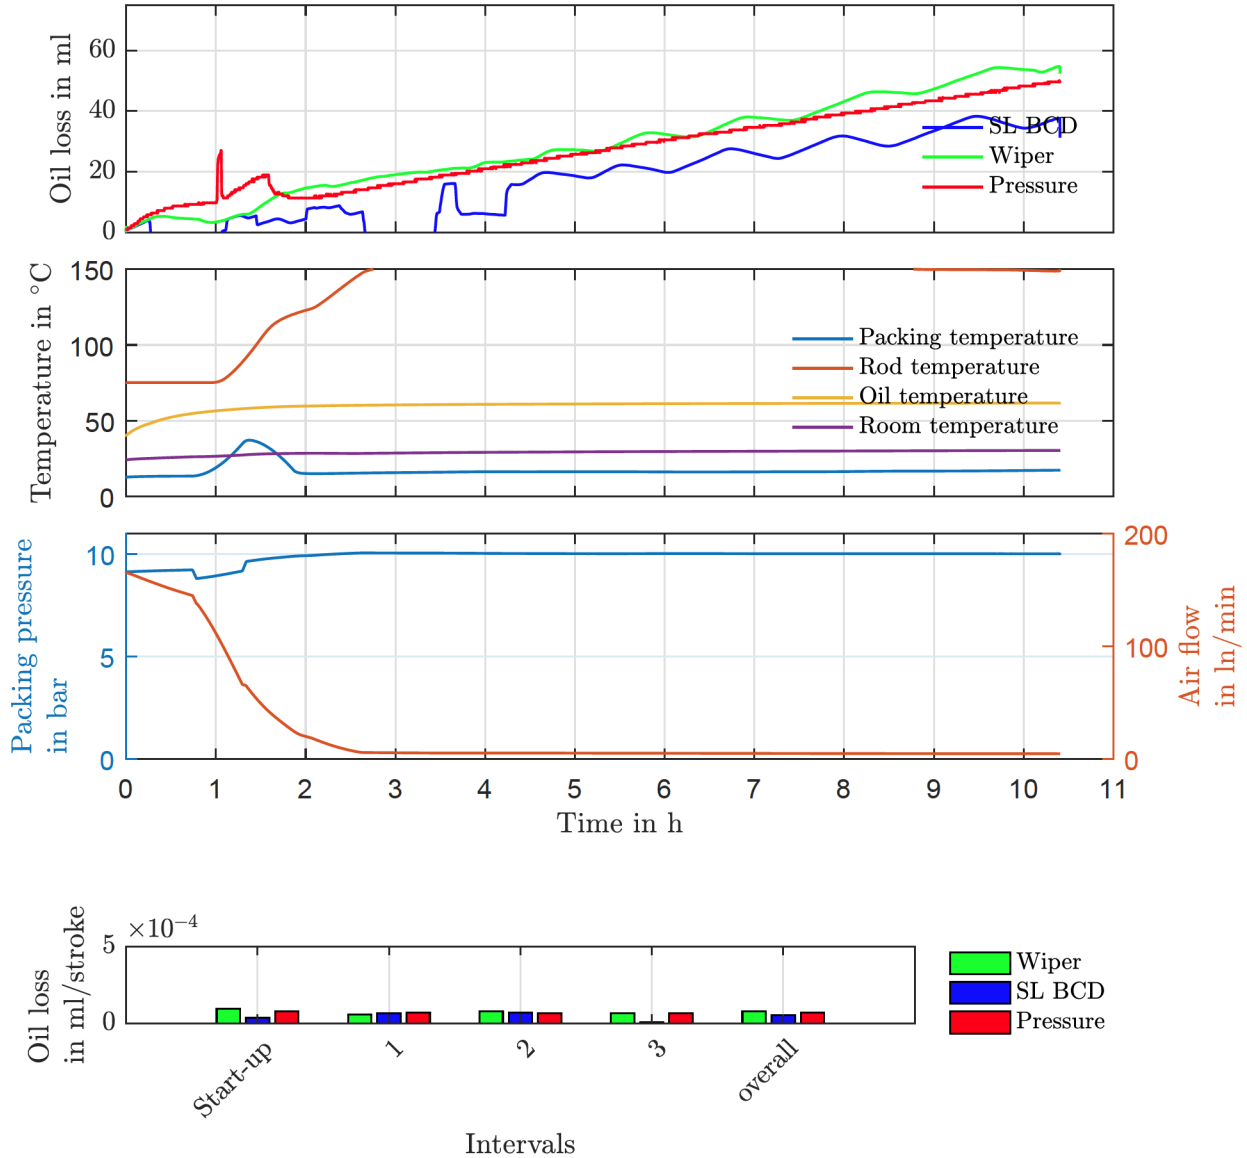 Oil loss in ml
60
40
20
0
SL BCD
Wiper
Pressure
Temperature in °C
150
100
50
0
Packing temperature
Rod temperature
Oil temperature
Room temperature
Packing pressure
in bar
10
5
0
200
100
0
Air flow
in ln/min
0 1 2 3 4 5 6 7 8 9 10 11
Time in h
Oil loss
in ml/stroke
×10⁻⁴
5
0
Start-up 1 2 3 overall
Intervals
Wiper
SL BCD
Pressure